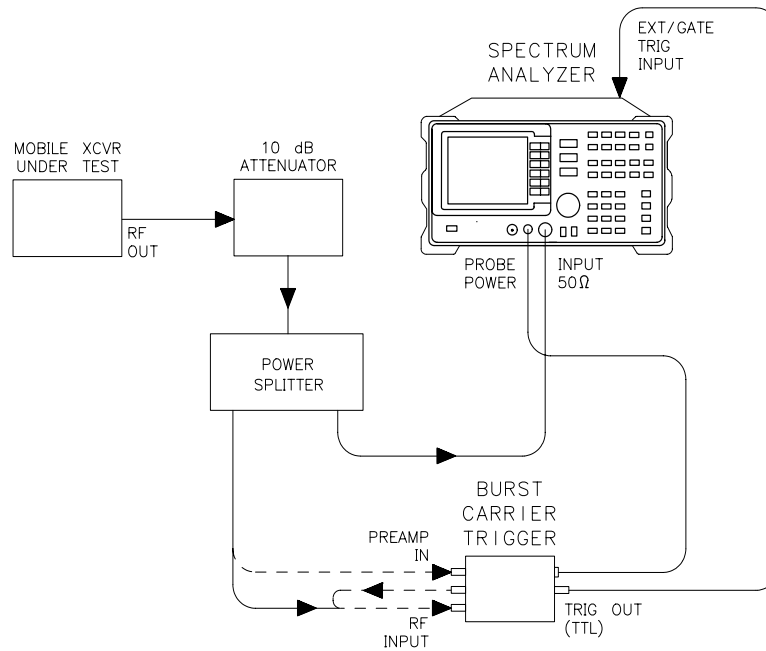 EXT/GATE
TRIG
INPUT
SPECTRUM
ANALYZER
MOBILE XCVR
UNDER TEST
10 dB
ATTENUATOR
RF
OUT
PROBE
POWER
INPUT
50Ω
POWER
SPLITTER
BURST
CARRIER
TRIGGER
PREAMP
IN
RF
INPUT
TRIG OUT
(TTL)